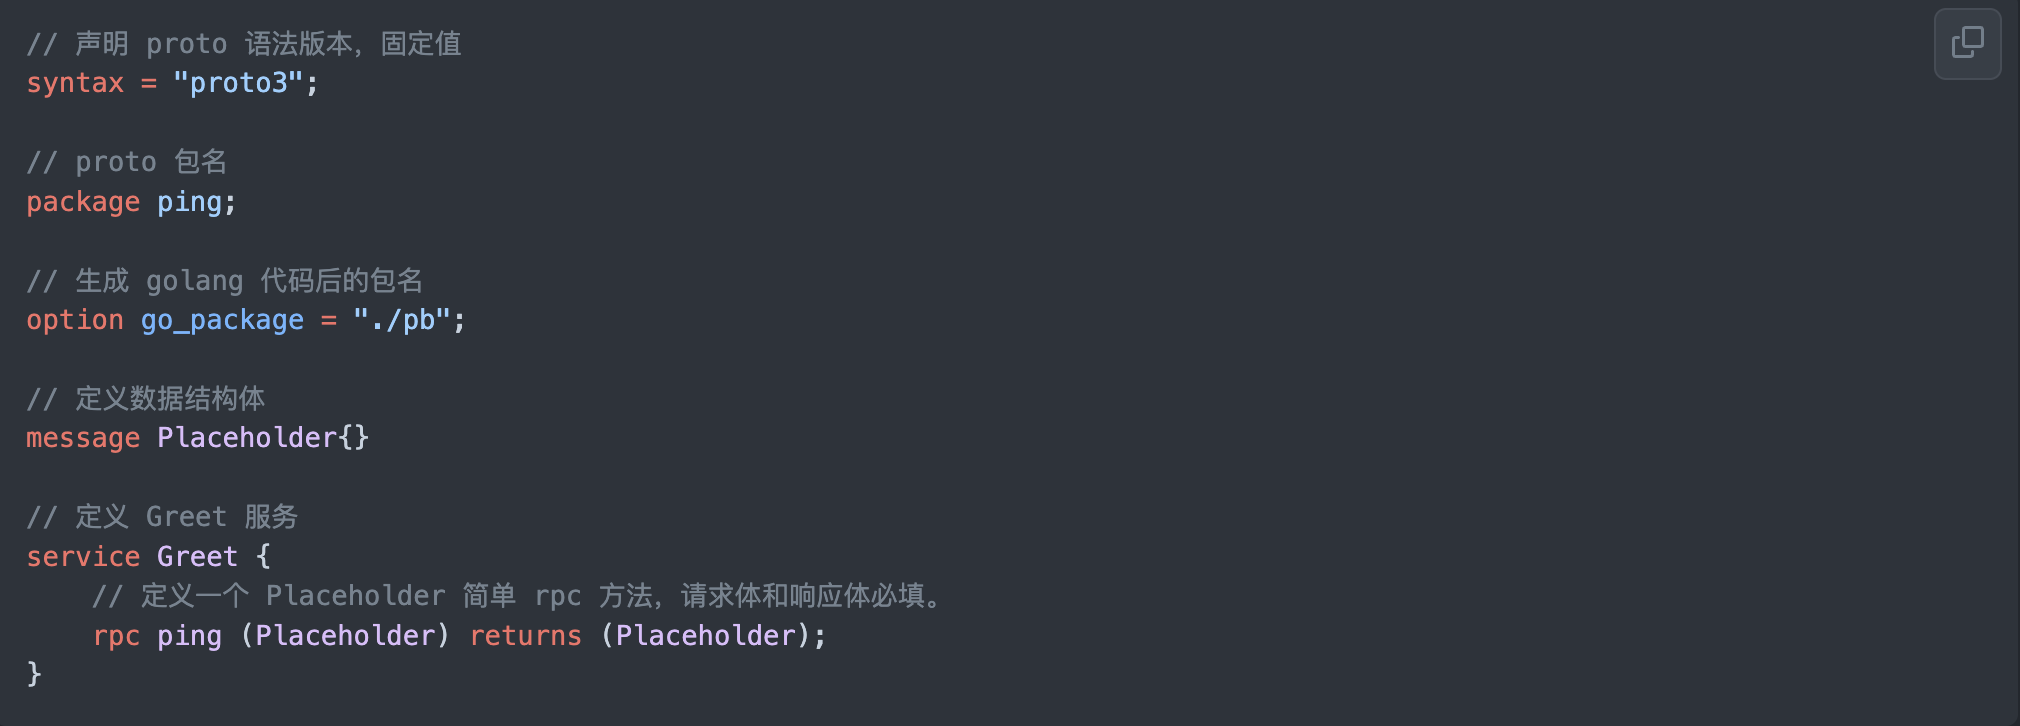 // 声明 proto 语法版本，固定值
syntax = "proto3";
// proto 包名
package ping;
// 生成 golang 代码后的包名
option go_package = "./pb";
// 定义数据结构体
message Placeholder{}
// 定义 Greet 服务
service Greet {
    // 定义一个 Placeholder 简单 rpc 方法，请求体和响应体必填。
    rpc ping (Placeholder) returns (Placeholder);
}